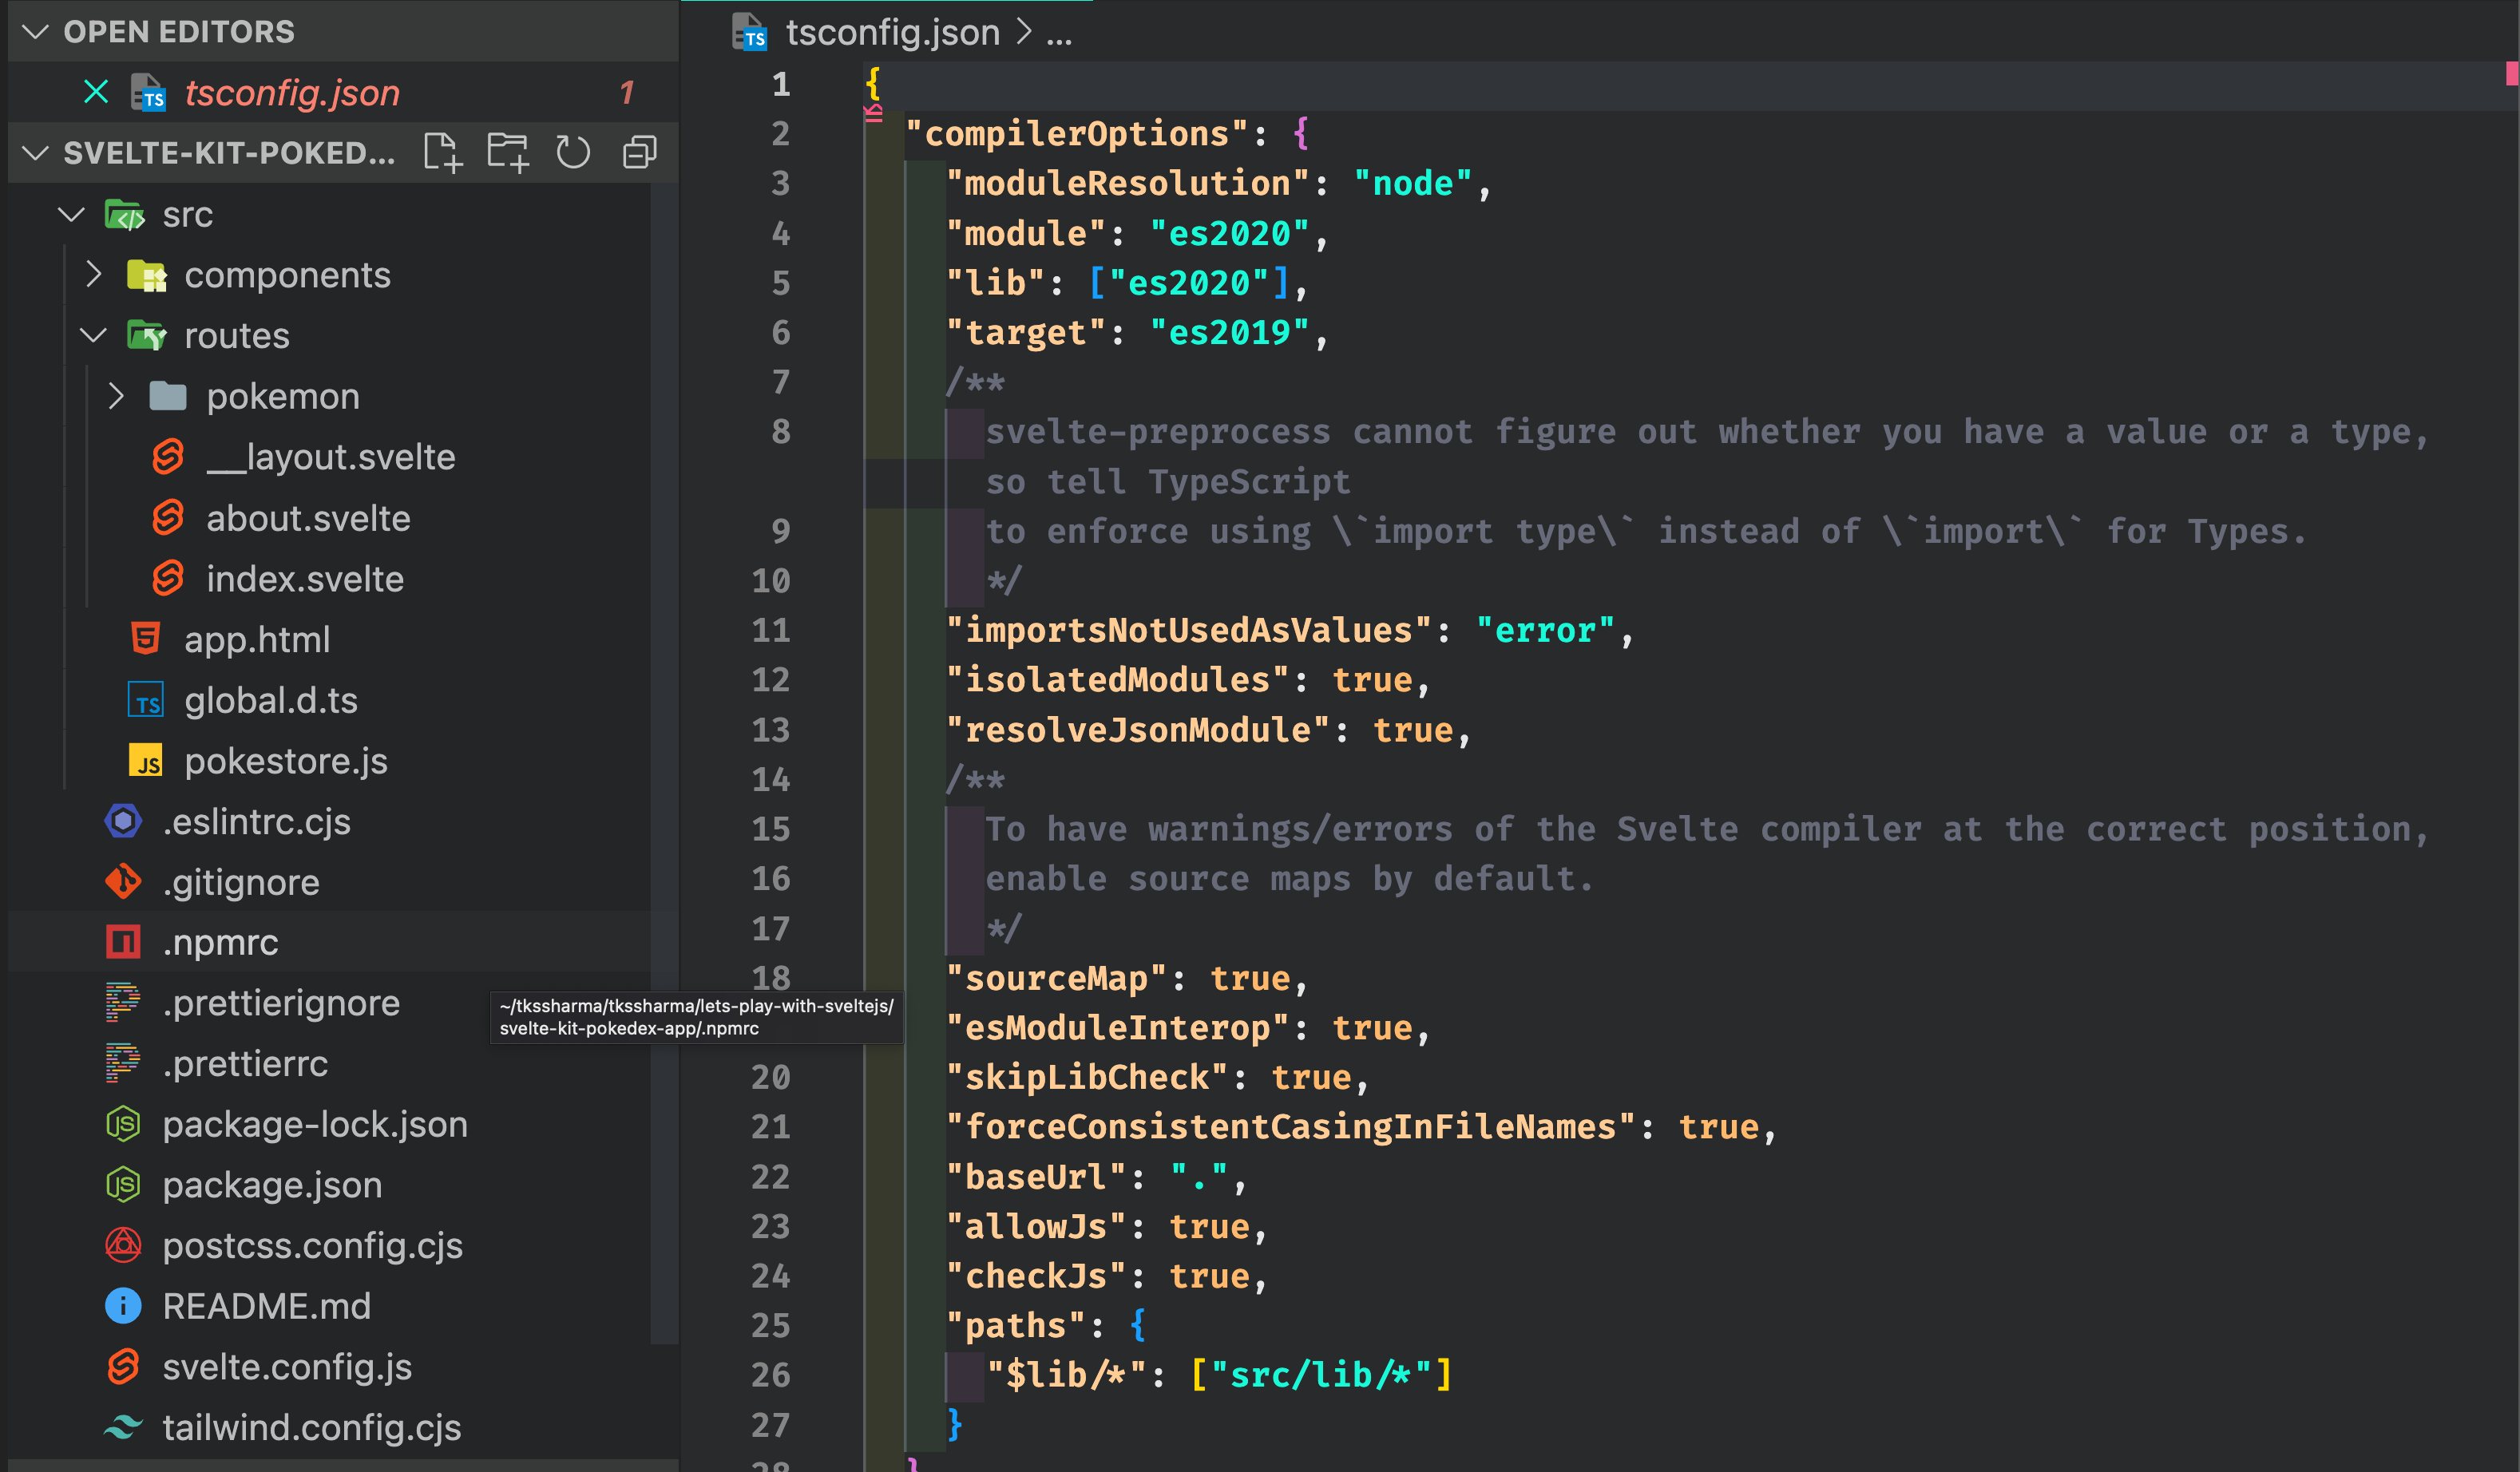 OPEN EDITORS
tsconfig.json 1
SVELTE-KIT-POKED...
src
components
routes
pokemon
__layout.svelte
about.svelte
index.svelte
app.html
global.d.ts
pokestore.js
.eslintrc.cjs
.gitignore
.npmrc
.prettierignore
.prettierrc
package-lock.json
package.json
postcss.config.cjs
README.md
svelte.config.js
tailwind.config.cjs
~/tkssharma/tkssharma/lets-play-with-sveltejs/
svelte-kit-pokedex-app/.npmrc
tsconfig.json > ...
1 {
2 "compilerOptions": {
3 "moduleResolution": "node",
4 "module": "es2020",
5 "lib": ["es2020"],
6 "target": "es2019",
7 /**
8 svelte-preprocess cannot figure out whether you have a value or a type,
so tell TypeScript
9 to enforce using \`import type\` instead of \`import\` for Types.
10 */
11 "importsNotUsedAsValues": "error",
12 "isolatedModules": true,
13 "resolveJsonModule": true,
14 /**
15 To have warnings/errors of the Svelte compiler at the correct position,
16 enable source maps by default.
17 */
18 "sourceMap": true,
"esModuleInterop": true,
20 "skipLibCheck": true,
21 "forceConsistentCasingInFileNames": true,
22 "baseUrl": ".",
23 "allowJs": true,
24 "checkJs": true,
25 "paths": {
26 "$lib/*": ["src/lib/*"]
27 }
28 }